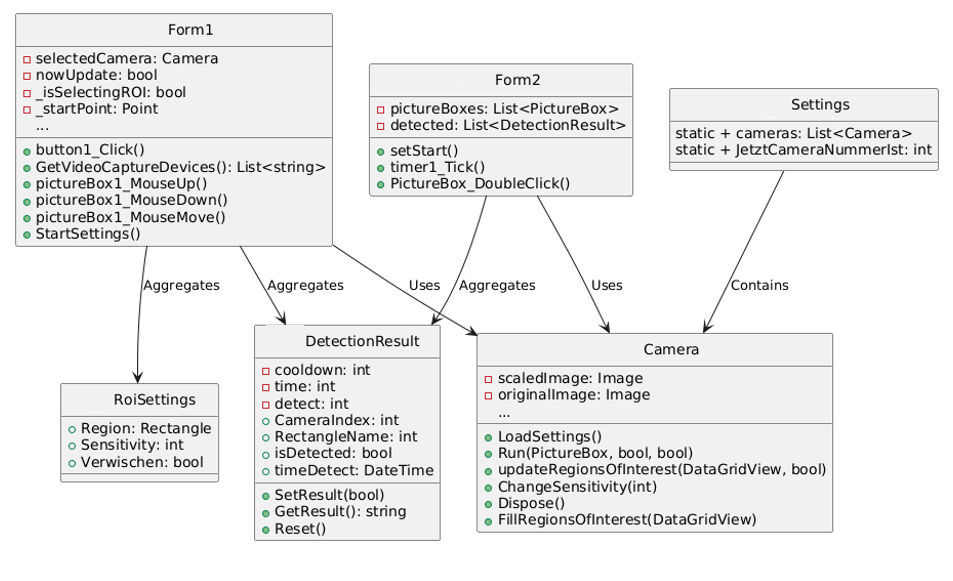 Form1
selectedCamera: Camera
nowUpdate: bool
_isSelectingROI: bool
_startPoint: Point
...
button1_Click()
GetVideoCaptureDevices(): List<string>
pictureBox1_MouseUp()
pictureBox1_MouseDown()
pictureBox1_MouseMove()
StartSettings()
Form2
pictureBoxes: List<PictureBox>
detected: List<DetectionResult>
setStart()
timer1_Tick()
PictureBox_DoubleClick()
Settings
static + cameras: List<Camera>
static + JetztCameraNummerIst: int
Aggregates
Aggregates
Uses
Aggregates
Uses
Contains
RoiSettings
Region: Rectangle
Sensitivity: int
Verwischen: bool
DetectionResult
cooldown: int
time: int
detect: int
CameraIndex: int
RectangleName: int
isDetected: bool
timeDetect: DateTime
SetResult(bool)
GetResult(): string
Reset()
Camera
scaledImage: Image
originalImage: Image
...
LoadSettings()
Run(PictureBox, bool, bool)
updateRegionsOfInterest(DataGridView, bool)
ChangeSensitivity(int)
Dispose()
FillRegionsOfInterest(DataGridView)